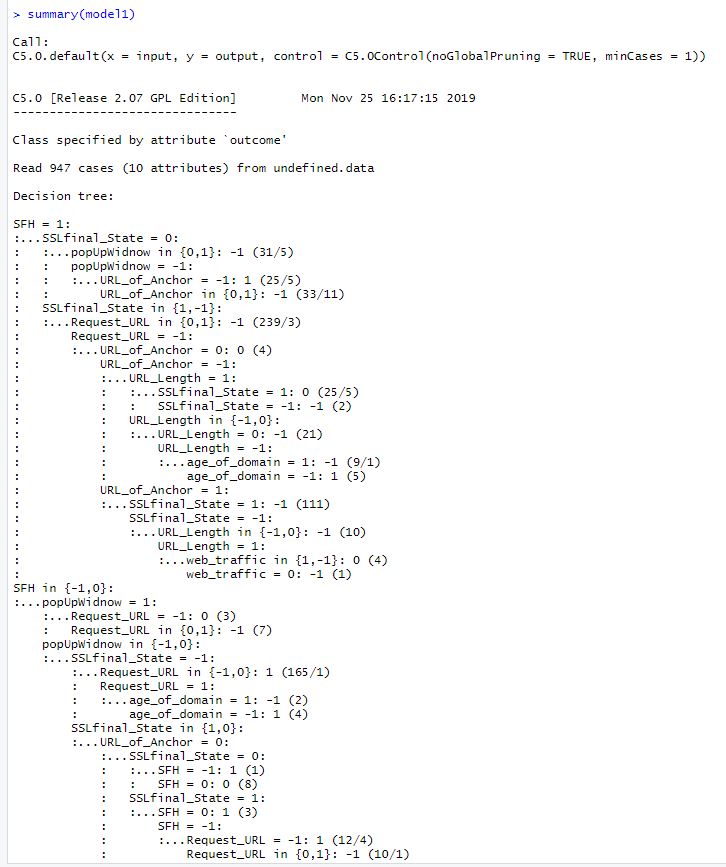 > summary(model1)
Call:
C5.0.default(x = input, y = output, control = C5.0Control(noGlobalPruning = TRUE, minCases = 1))
C5.0 [Release 2.07 GPL Edition]         Mon Nov 25 16:17:15 2019
-------------------------------
Class specified by attribute `outcome'
Read 947 cases (10 attributes) from undefined.data
Decision tree:
SFH = 1:
:...SSLfinal_State = 0:
:   :...popUpWidnow in {0,1}: -1 (31/5)
:   :   popUpWidnow = -1:
:   :   :...URL_of_Anchor = -1: 1 (25/5)
:   :       URL_of_Anchor in {0,1}: -1 (33/11)
:   SSLfinal_State in {1,-1}:
:   :...Request_URL in {0,1}: -1 (239/3)
:       Request_URL = -1:
:       :...URL_of_Anchor = 0: 0 (4)
:           URL_of_Anchor = -1:
:           :...URL_Length = 1:
:           :   :...SSLfinal_State = 1: 0 (25/5)
:           :   :   SSLfinal_State = -1: -1 (2)
:           :   URL_Length in {-1,0}:
:           :   :...URL_Length = 0: -1 (21)
:           :       URL_Length = -1:
:           :       :...age_of_domain = 1: -1 (9/1)
:           :           age_of_domain = -1: 1 (5)
:           URL_of_Anchor = 1:
:           :...SSLfinal_State = 1: -1 (111)
:               SSLfinal_State = -1:
:               :...URL_Length in {-1,0}: -1 (10)
:                   URL_Length = 1:
:                   :...web_traffic in {1,-1}: 0 (4)
:                       web_traffic = 0: -1 (1)
SFH in {-1,0}:
:...popUpWidnow = 1:
    :...Request_URL = -1: 0 (3)
    :   Request_URL in {0,1}: -1 (7)
    popUpWidnow in {-1,0}:
    :...SSLfinal_State = -1:
        :...Request_URL in {-1,0}: 1 (165/1)
        :   Request_URL = 1:
        :   :...age_of_domain = 1: -1 (2)
        :       age_of_domain = -1: 1 (4)
        SSLfinal_State in {1,0}:
        :...URL_of_Anchor = 0:
            :...SSLfinal_State = 0:
            :   :...SFH = -1: 1 (1)
            :   :   SFH = 0: 0 (8)
            :   SSLfinal_State = 1:
            :   :...SFH = 0: 1 (3)
            :       SFH = -1:
            :       :...Request_URL = -1: 1 (12/4)
            :           Request_URL in {0,1}: -1 (10/1)